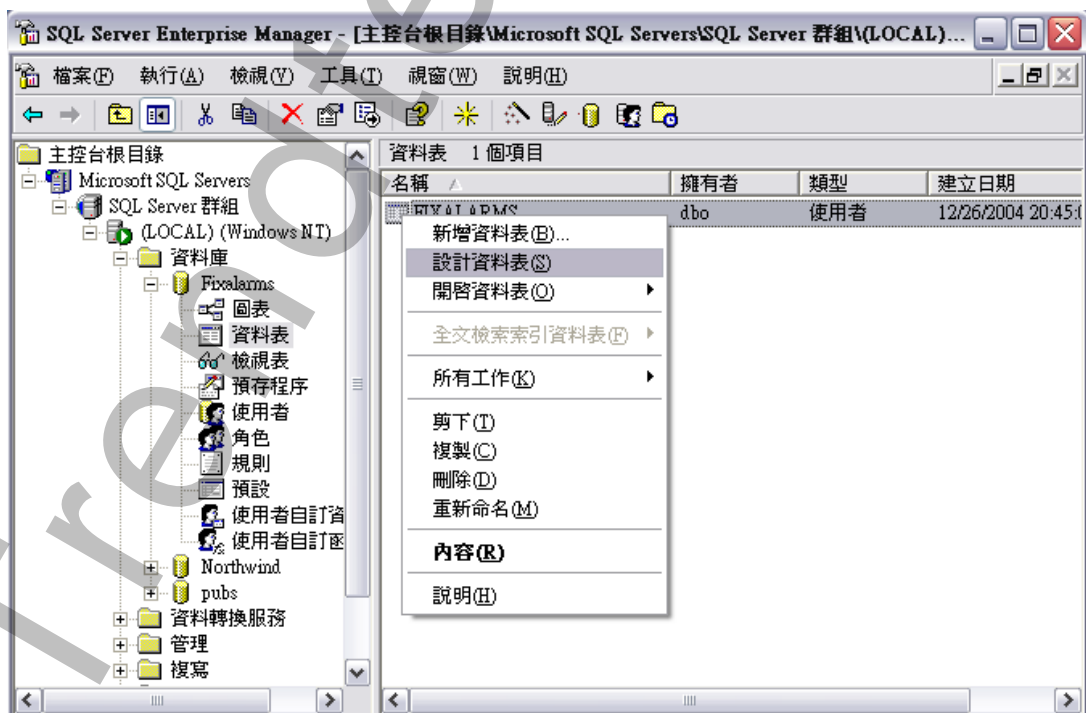 SQL Server Enterprise Manager - [主控台根目錄\Microsoft SQL Servers\SQL Server 群組\(LOCAL)...
檔案(F) 執行(A) 檢視(V) 工具(T) 視窗(W) 說明(H)
主控台根目錄
Microsoft SQL Servers
SQL Server 群組
(LOCAL) (Windows NT)
資料庫
Fixalarms
圖表
資料表
檢視表
預存程序
使用者
角色
規則
預設
使用者自訂資
使用者自訂函
Northwind
pubs
資料轉換服務
管理
複寫
資料表 1 個項目
名稱 擁有者 類型 建立日期
FIXALARMS dbo 使用者 12/26/2004 20:45:0
新增資料表(B)...
設計資料表(S)
開啓資料表(O)
全文檢索索引資料表(F)
所有工作(K)
剪下(T)
複製(C)
刪除(D)
重新命名(M)
內容(R)
說明(H)
Trendte